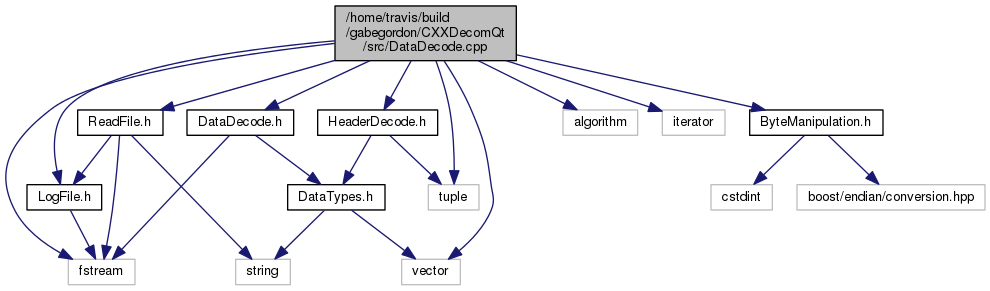 /home/travis/build
/gabegordon/CXXDecomQt
/src/DataDecode.cpp
ReadFile.h
DataDecode.h
HeaderDecode.h
algorithm
iterator
ByteManipulation.h
LogFile.h
DataTypes.h
tuple
cstdint
boost/endian/conversion.hpp
fstream
string
vector